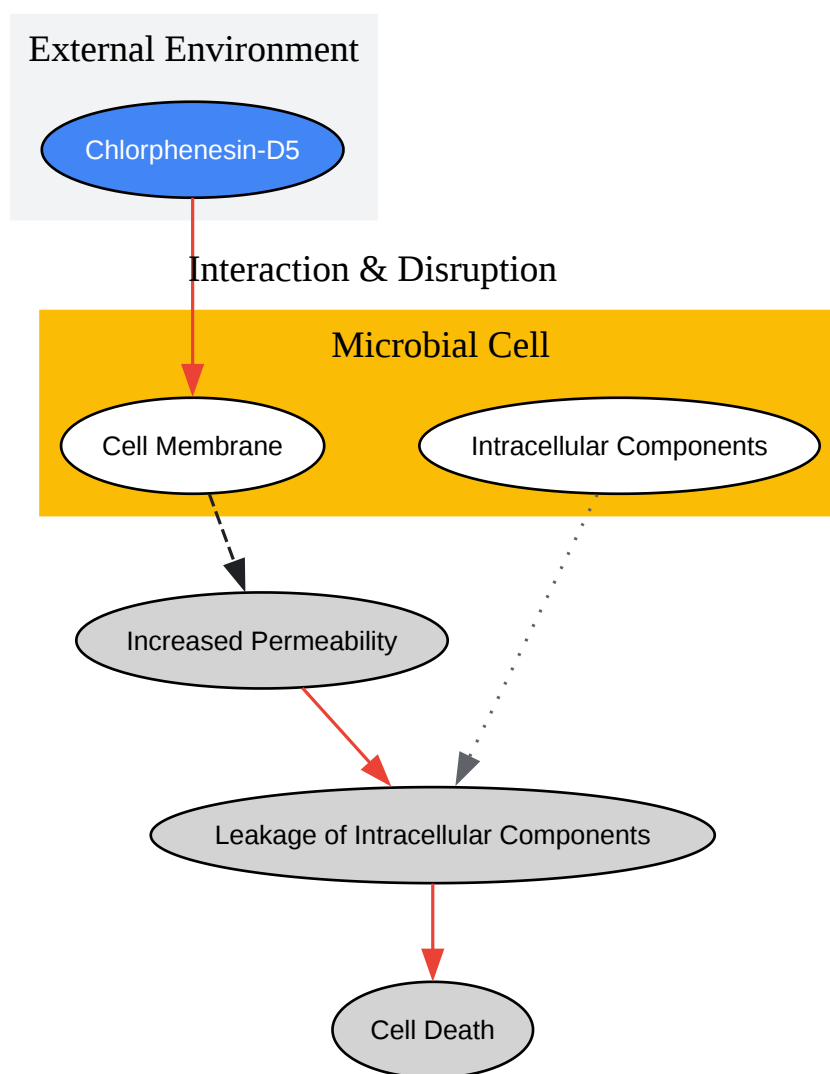 External Environment
Chlorphenesin-D5
Interaction & Disruption
Microbial Cell
Cell Membrane
Intracellular Components
Increased Permeability
Leakage of Intracellular Components
Cell Death